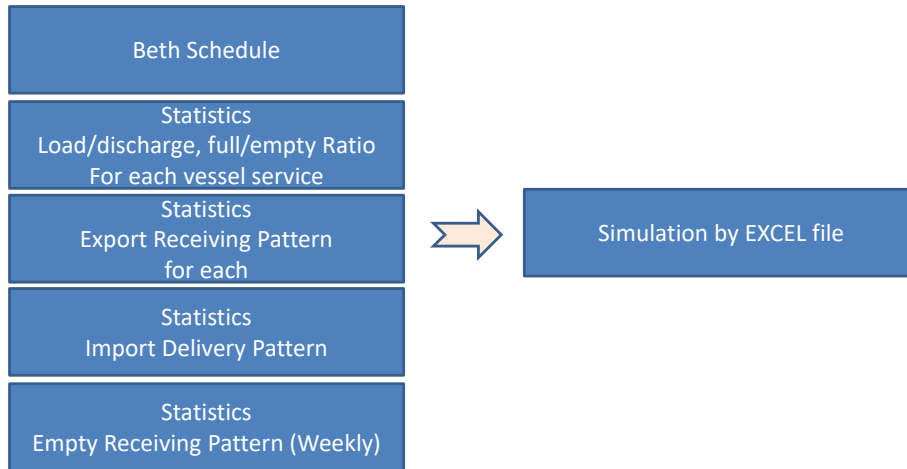 Beth Schedule
Statistics
Load/discharge, full/empty Ratio
For each vessel service
Statistics
Export Receiving Pattern
for each
Statistics
Import Delivery Pattern
Statistics
Empty Receiving Pattern (Weekly)
Simulation by EXCEL file